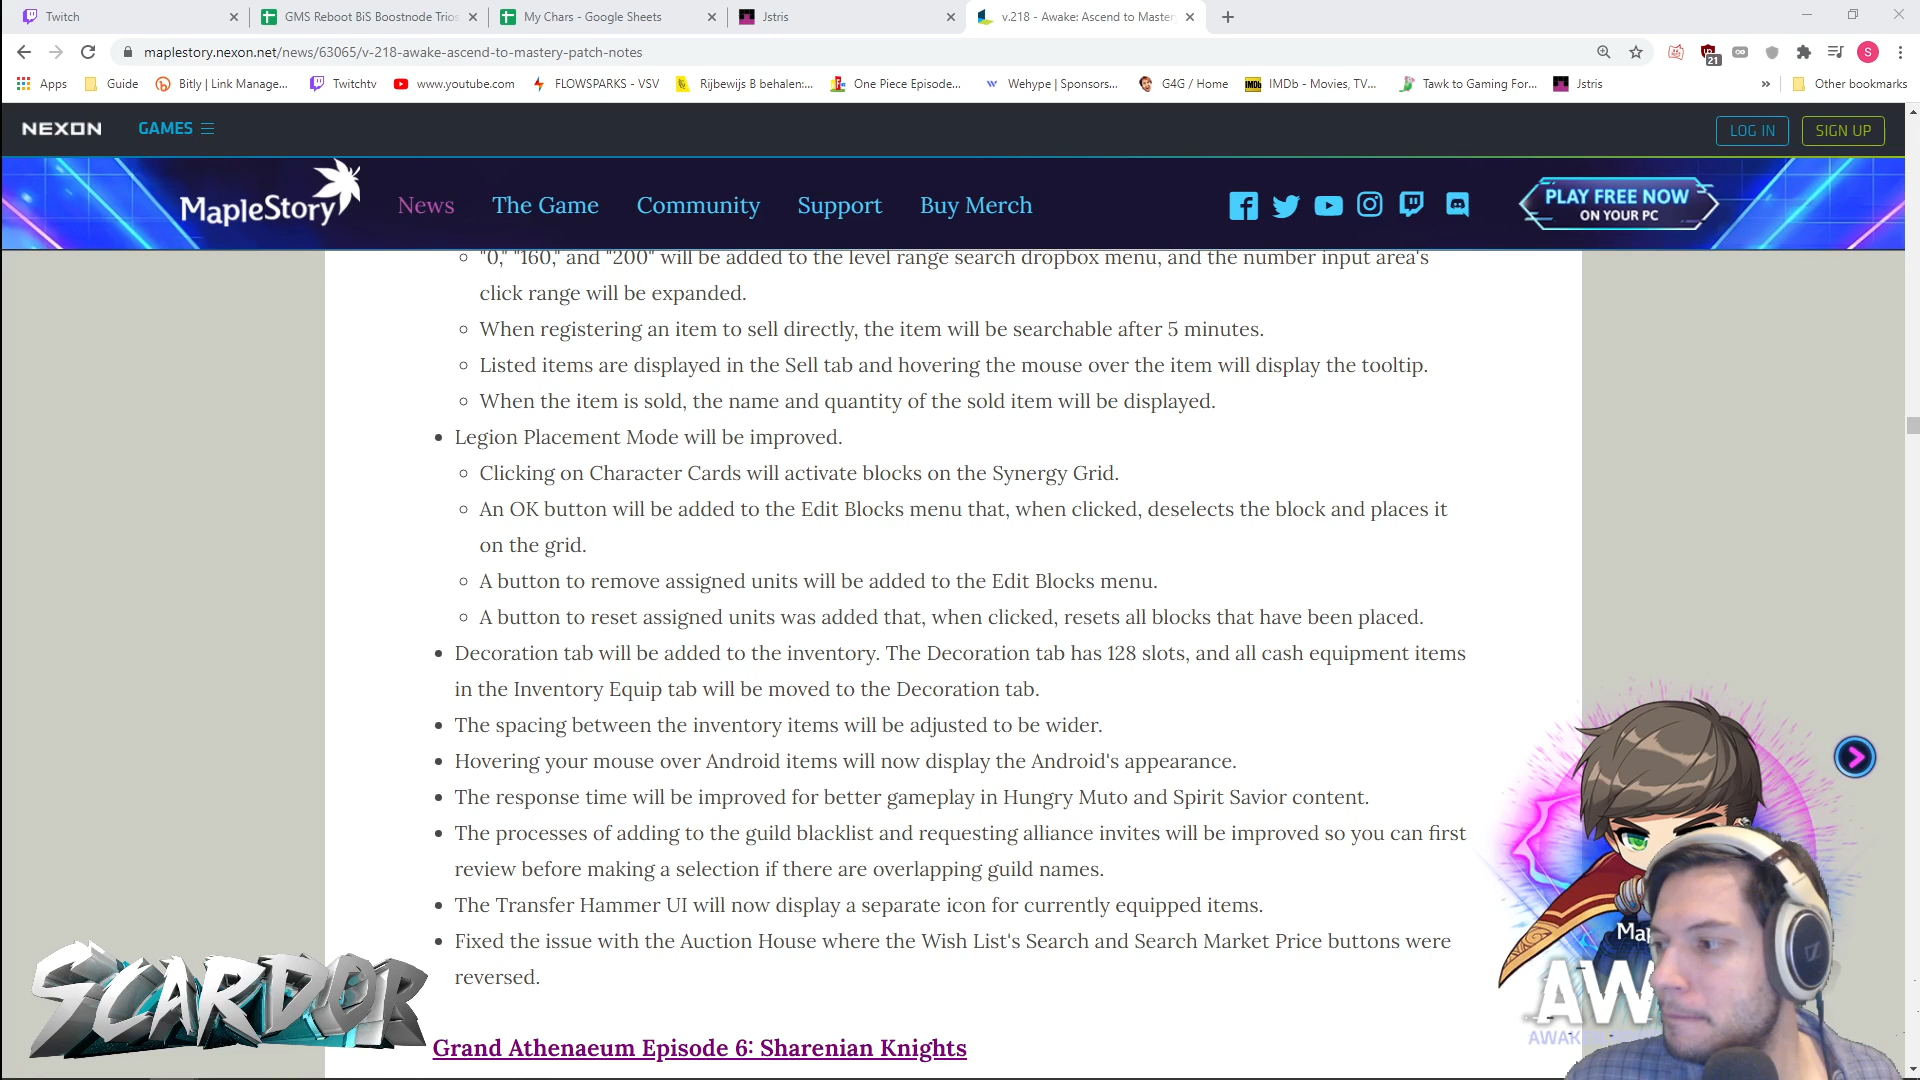 Twitch
GMS Reboot BiS Boostnode Trios
My Chars - Google Sheets
Jstris
v.218 - Awake: Ascend to Master
maplestory.nexon.net/news/63065/v-218-awake-ascend-to-mastery-patch-notes
21
S
Apps
Guide
Bitly | Link Manage...
Twitchtv
www.youtube.com
FLOWSPARKS - VSV
Rijbewijs B behalen:...
One Piece Episode...
Wehype | Sponsors...
G4G / Home
IMDb - Movies, TV...
Tawk to Gaming For...
Jstris
»
Other bookmarks
NEXON
GAMES
LOG IN
SIGN UP
MapleStory
News
The Game
Community
Support
Buy Merch
PLAY FREE NOW
ON YOUR PC
"0," "160," and "200" will be added to the level range search dropbox menu, and the number input area's
click range will be expanded.
When registering an item to sell directly, the item will be searchable after 5 minutes.
Listed items are displayed in the Sell tab and hovering the mouse over the item will display the tooltip.
When the item is sold, the name and quantity of the sold item will be displayed.
Legion Placement Mode will be improved.
Clicking on Character Cards will activate blocks on the Synergy Grid.
An OK button will be added to the Edit Blocks menu that, when clicked, deselects the block and places it
on the grid.
A button to remove assigned units will be added to the Edit Blocks menu.
A button to reset assigned units was added that, when clicked, resets all blocks that have been placed.
Decoration tab will be added to the inventory. The Decoration tab has 128 slots, and all cash equipment items
in the Inventory Equip tab will be moved to the Decoration tab.
The spacing between the inventory items will be adjusted to be wider.
Hovering your mouse over Android items will now display the Android's appearance.
The response time will be improved for better gameplay in Hungry Muto and Spirit Savior content.
The processes of adding to the guild blacklist and requesting alliance invites will be improved so you can first
review before making a selection if there are overlapping guild names.
The Transfer Hammer UI will now display a separate icon for currently equipped items.
Fixed the issue with the Auction House where the Wish List's Search and Search Market Price buttons were
reversed.
Grand Athenaeum Episode 6: Sharenian Knights
SCARDOR
Map
AW